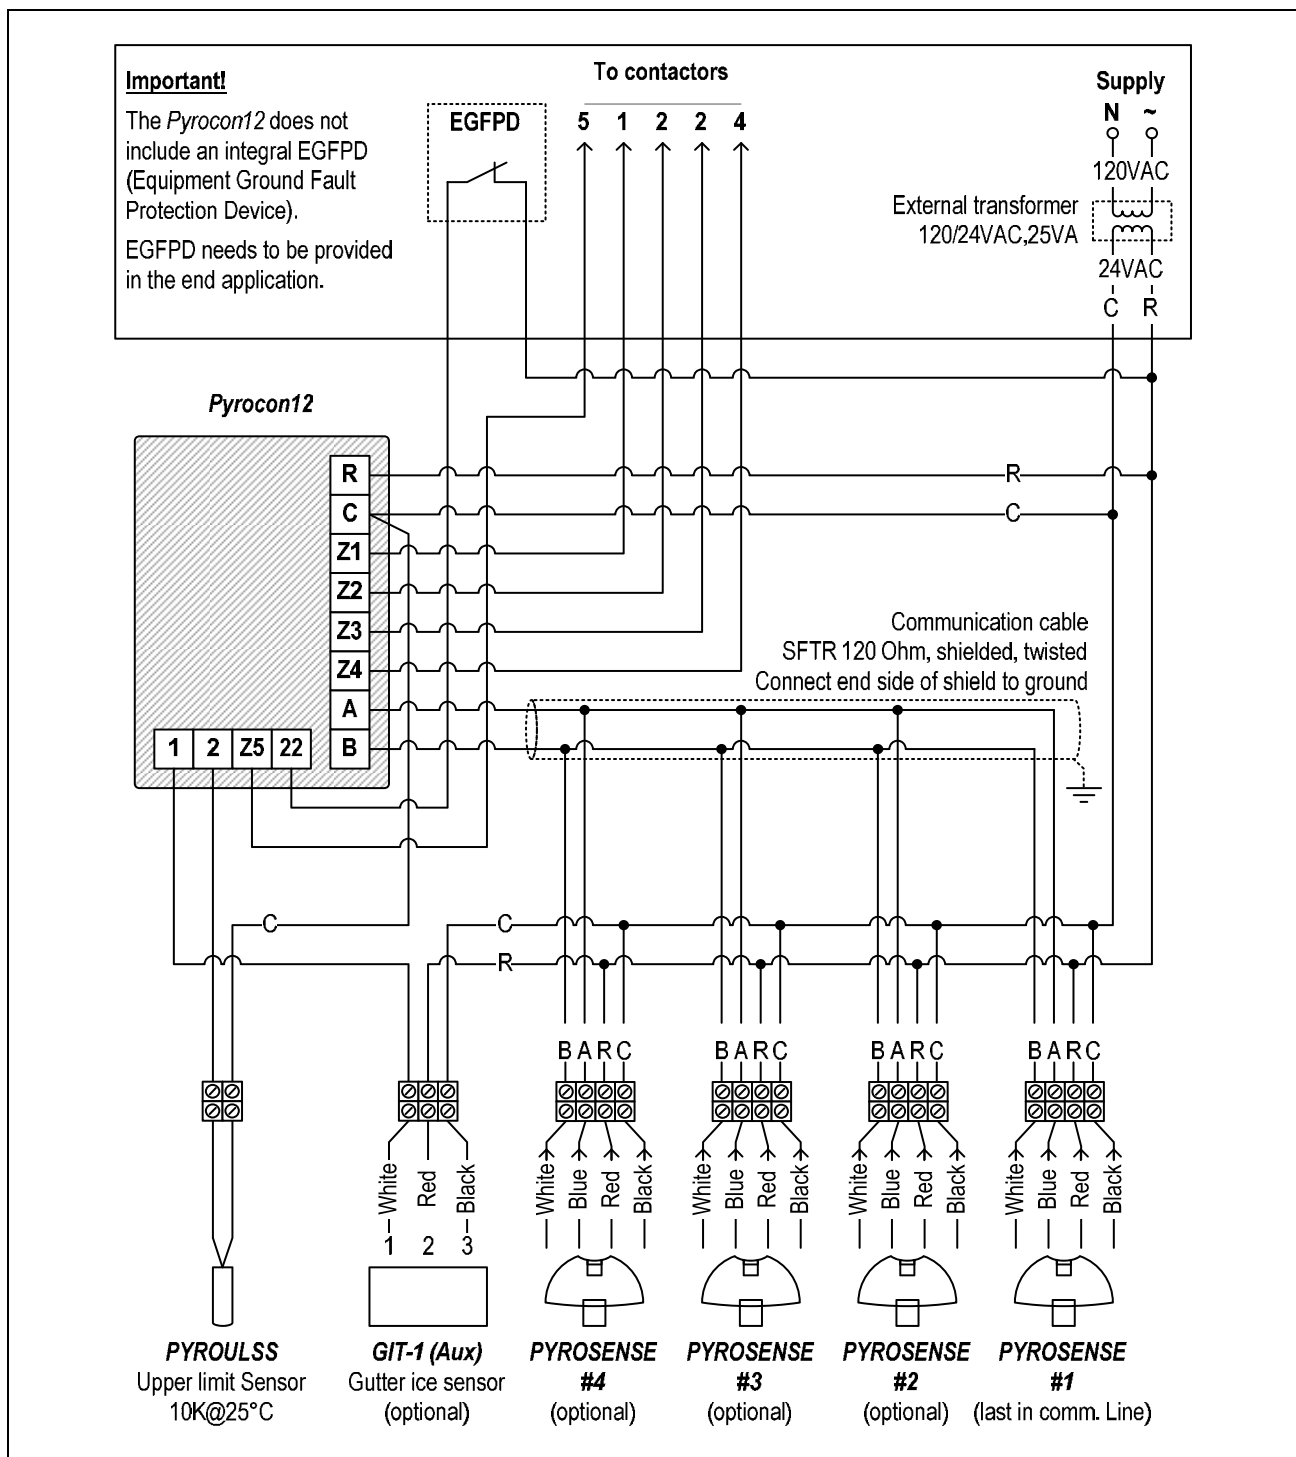 Important!
The Pyrocon12 does not
include an integral EGFPD
(Equipment Ground Fault
Protection Device).
EGFPD needs to be provided
in the end application.
EGFPD
To contactors
5 1 2 2 4
Supply
N ~
120VAC
External transformer
120/24VAC,25VA
24VAC
C R
Pyrocon12
R
C
Z1
Z2
Z3
Z4
A
B
1 2 Z5 22
R
C
Communication cable
SFTR 120 Ohm, shielded, twisted
Connect end side of shield to ground
C
C
R
B A R C
B A R C
B A R C
B A R C
White Red Black
1 2 3
White Blue Red Black
White Blue Red Black
White Blue Red Black
White Blue Red Black
PYROULSS
Upper limit Sensor
10K@25°C
GIT-1 (Aux)
Gutter ice sensor
(optional)
PYROSENSE
#4
(optional)
PYROSENSE
#3
(optional)
PYROSENSE
#2
(optional)
PYROSENSE
#1
(last in comm. Line)